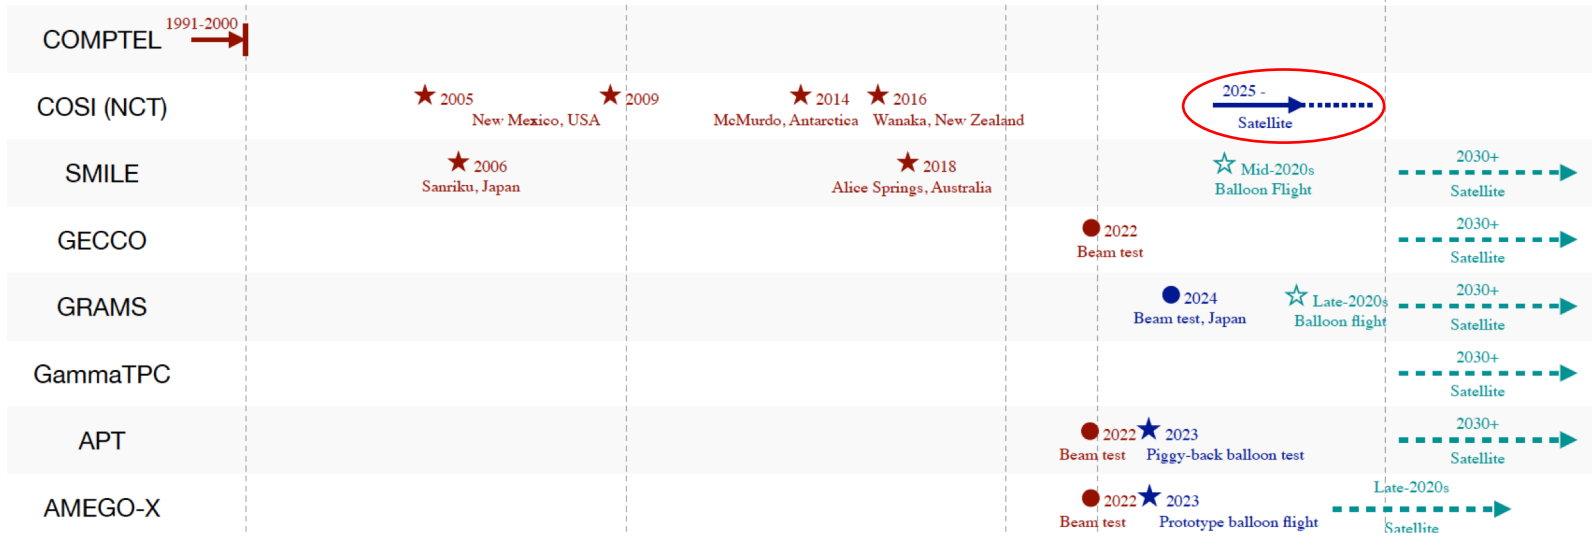 1991-2000
COMPTEL
COSI (NCT)
2005
New Mexico, USA
2009
2014
McMurdo, Antarctica
2016
Wanaka, New Zealand
2025 -
Satellite
SMILE
2006
Sanriku, Japan
2018
Alice Springs, Australia
Mid-2020s
Balloon Flight
2030+
Satellite
GECCO
2022
Beam test
2030+
Satellite
GRAMS
2024
Beam test, Japan
Late-2020s
Balloon flight
2030+
Satellite
GammaTPC
2030+
Satellite
APT
2022
Beam test
2023
Piggy-back balloon test
2030+
Satellite
AMEGO-X
2022
Beam test
2023
Prototype balloon flight
Late-2020s
Satellite